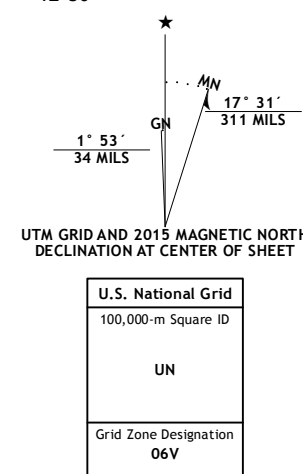 MN
GN
17° 31´
311 MILS
1° 53´
34 MILS
UTM GRID AND 2015 MAGNETIC NORTH
DECLINATION AT CENTER OF SHEET
U.S. National Grid
100,000-m Square ID
UN
Grid Zone Designation
06V